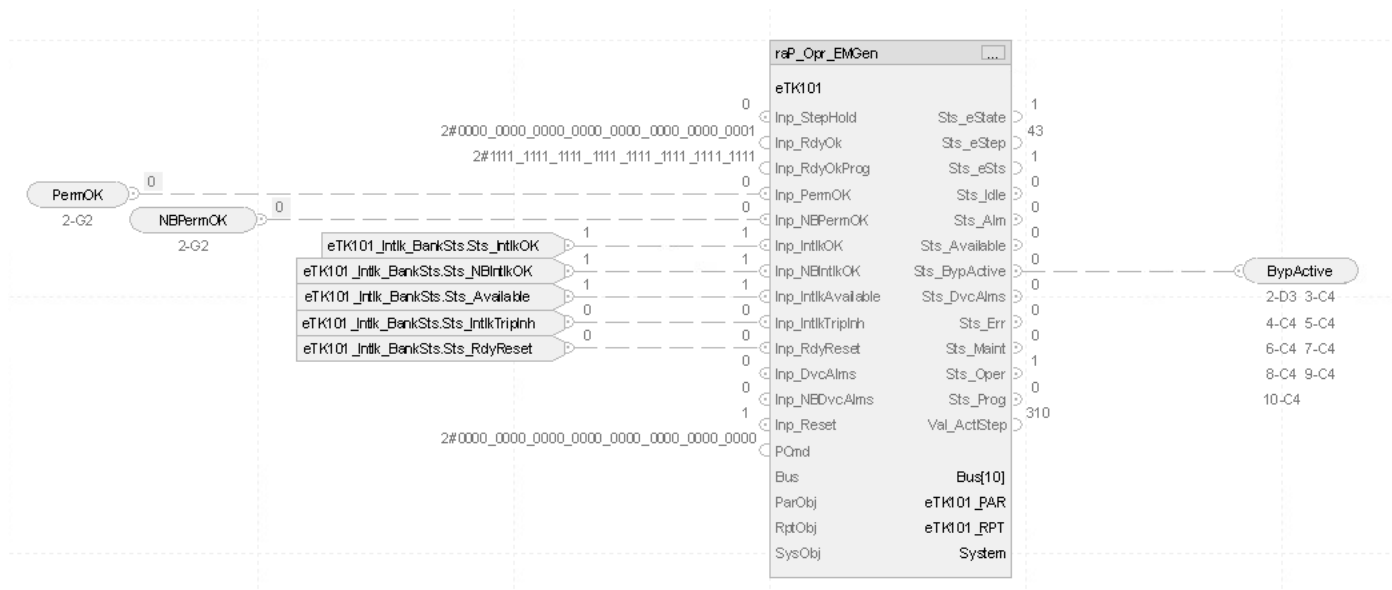 raP_Opr_EMGen ...
eTK101
0 Inp_StepHold Sts_eState 1
2#0000_0000_0000_0000_0000_0000_0000_0001 Inp_RdyOk Sts_eStep 43
2#1111_1111_1111_1111_1111_1111_1111_1111 Inp_RdyOkProg Sts_eSts 1
PermOK 0 0 Inp_PermOK Sts_Idle 0
2-G2 NBPermOK 0 0 Inp_NBPermOK Sts_Alm 0
2-G2
eTK101_Intlk_BankSts.Sts_IntlkOK 1 1 Inp_IntlkOK Sts_Available 0
eTK101_Intlk_BankSts.Sts_NBIntlkOK 1 1 Inp_NBIntlkOK Sts_BypActive 0 BypActive
eTK101_Intlk_BankSts.Sts_Available 1 1 Inp_IntlkAvailable Sts_DvcAlms 0 2-D3 3-C4
eTK101_Intlk_BankSts.Sts_IntlkTripInh 0 0 Inp_IntlkTripInh Sts_Err 0 4-C4 5-C4
eTK101_Intlk_BankSts.Sts_RdyReset 0 0 Inp_RdyReset Sts_Maint 0 6-C4 7-C4
0 Inp_DvcAlms Sts_Oper 1 8-C4 9-C4
0 Inp_NBDvcAlms Sts_Prog 0 10-C4
1 Inp_Reset Val_ActlStep 310
2#0000_0000_0000_0000_0000_0000_0000_0000 PCmd
Bus Bus[10]
ParObj eTK101_PAR
RptObj eTK101_RPT
SysObj System